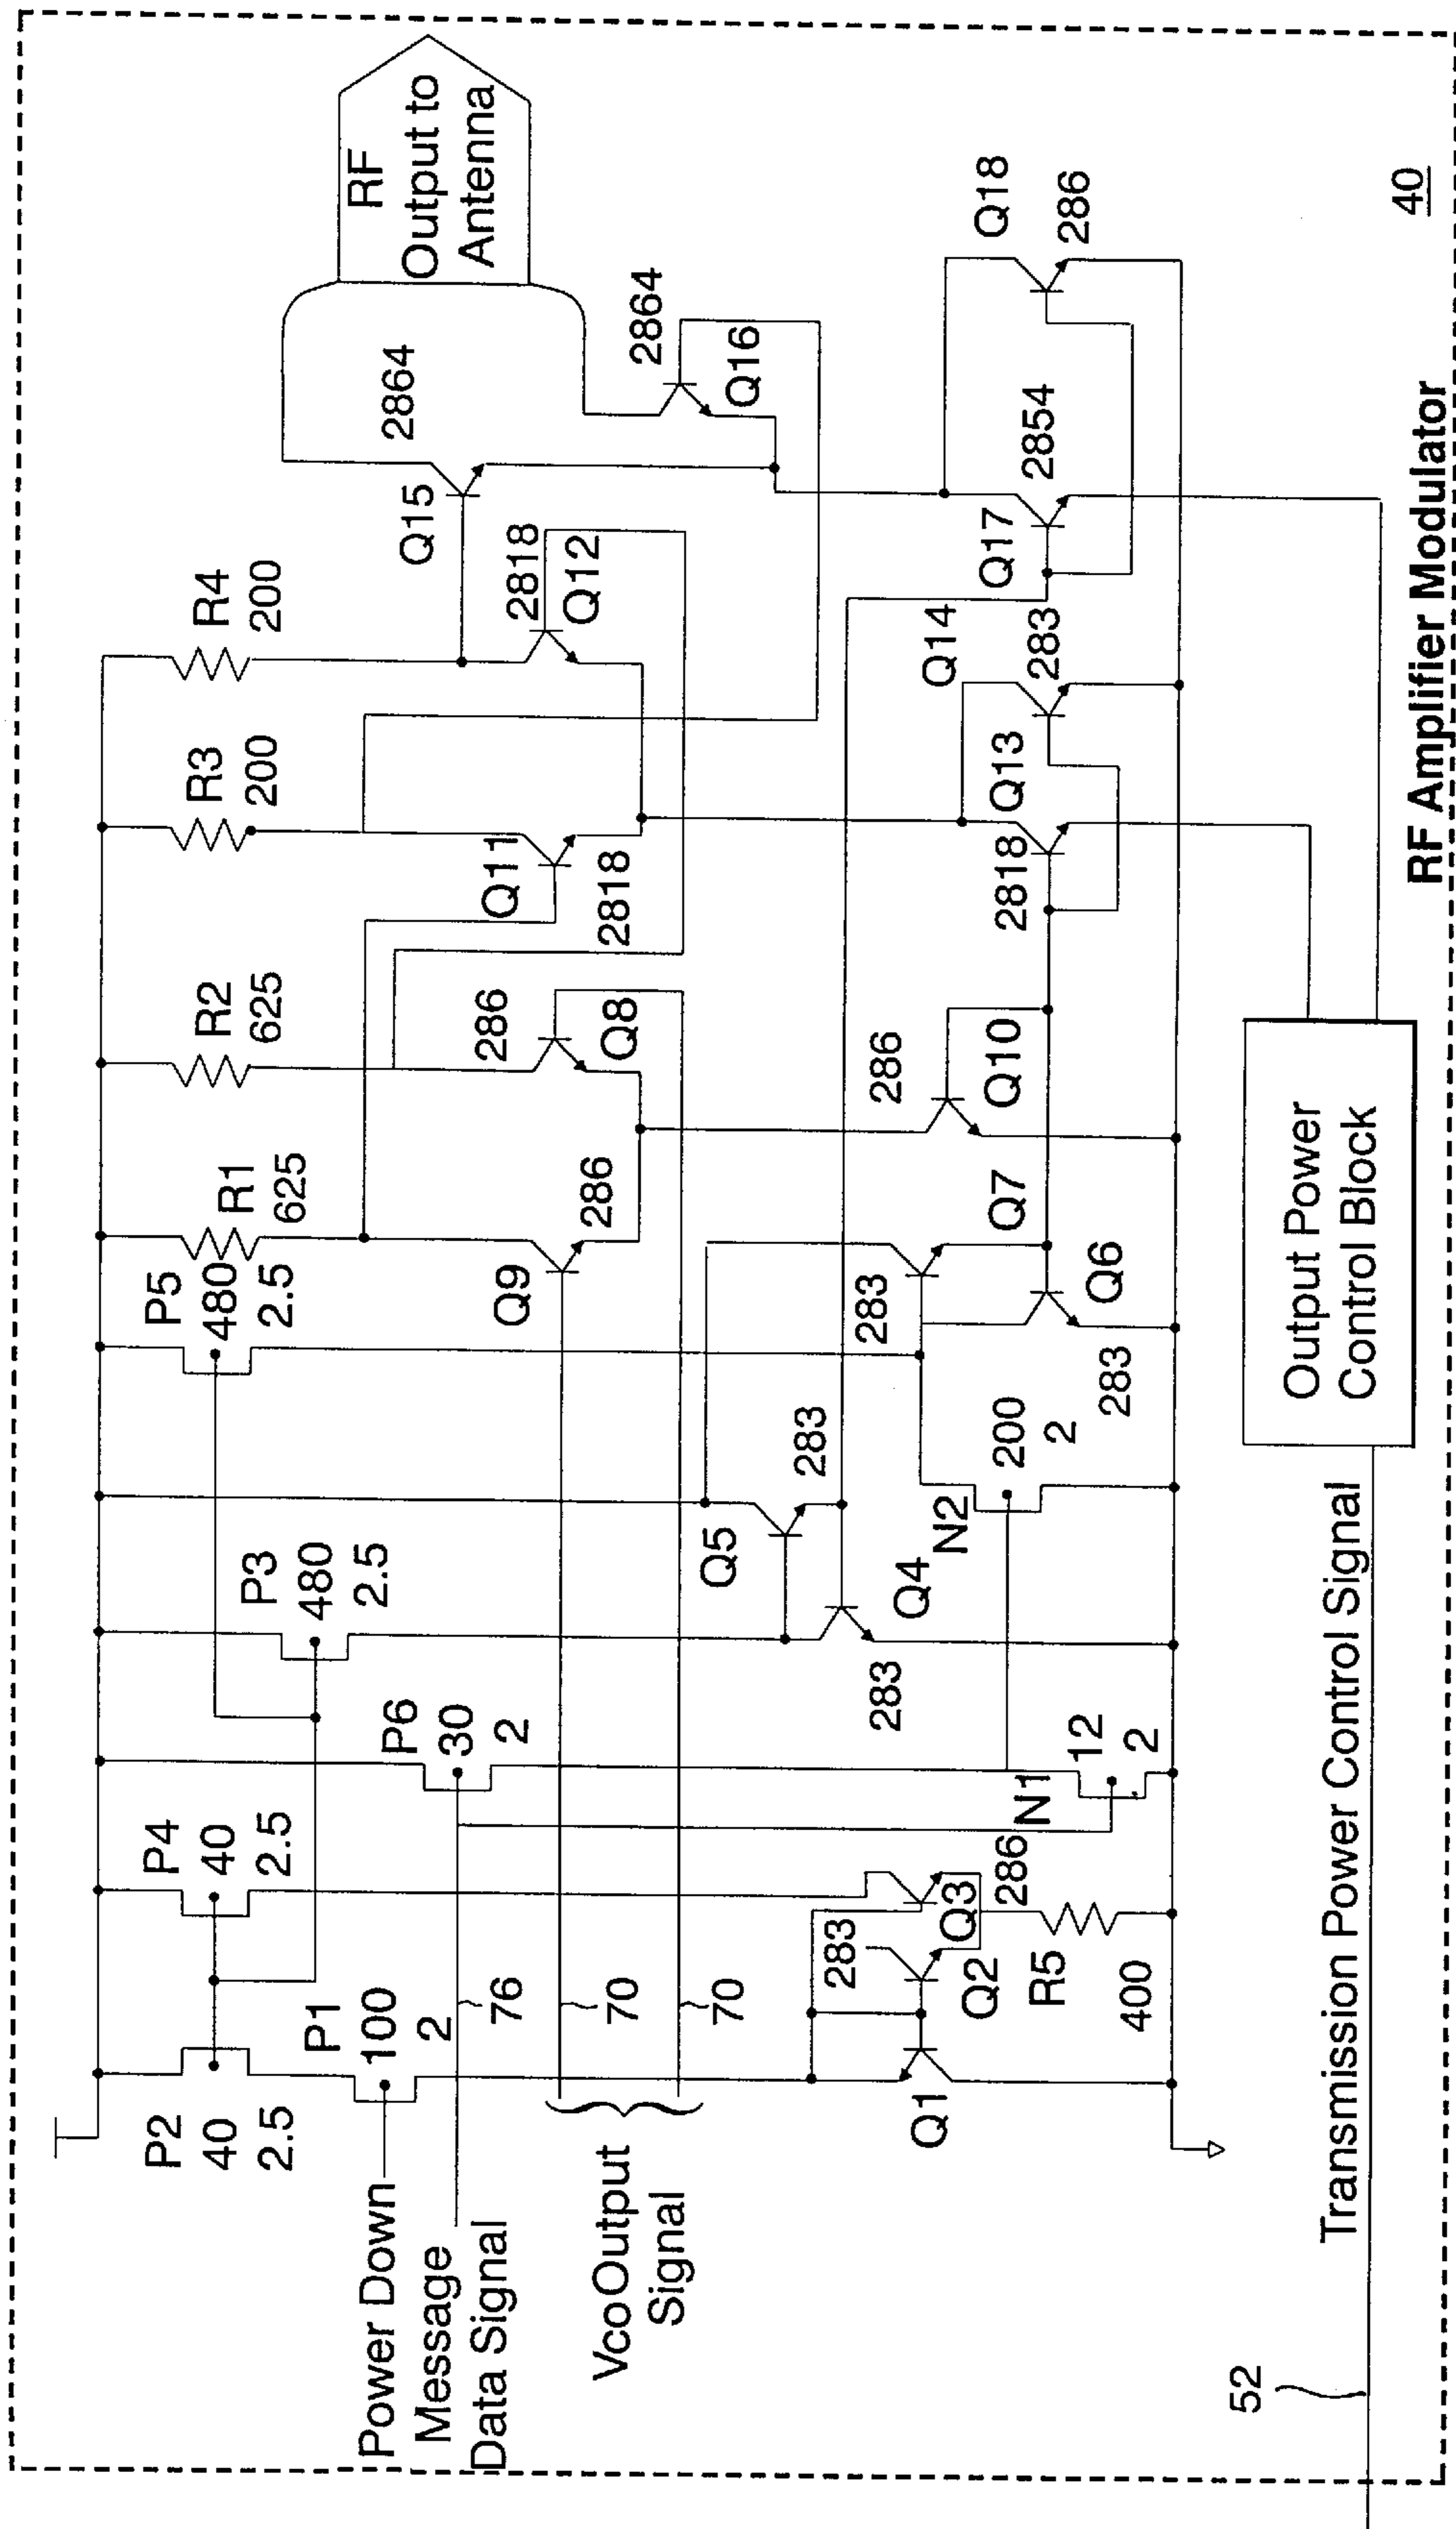 P2
40
2.5
P4
40
2.5
P1
100
2
Power Down
P6
30
2
P3
480
2.5
P5
480
2.5
R1
625
R2
625
R3
200
R4
200
RF
Output to
Antenna
Message
Data Signal
76
VcoOutput
Signal
70
70
Q9
286
286
Q8
Q11
2818
2818
Q12
Q15
2864
2864
Q16
Q1
283
Q2
Q3
286
R5
400
N1
12
2
Q5
283
Q4
283
N2
200
2
283
Q7
Q6
283
286
Q10
2818
Q13
Q14
283
Q17
2854
Q18
286
52
Transmission Power Control Signal
Output Power
Control Block
RF Amplifier Modulator
40